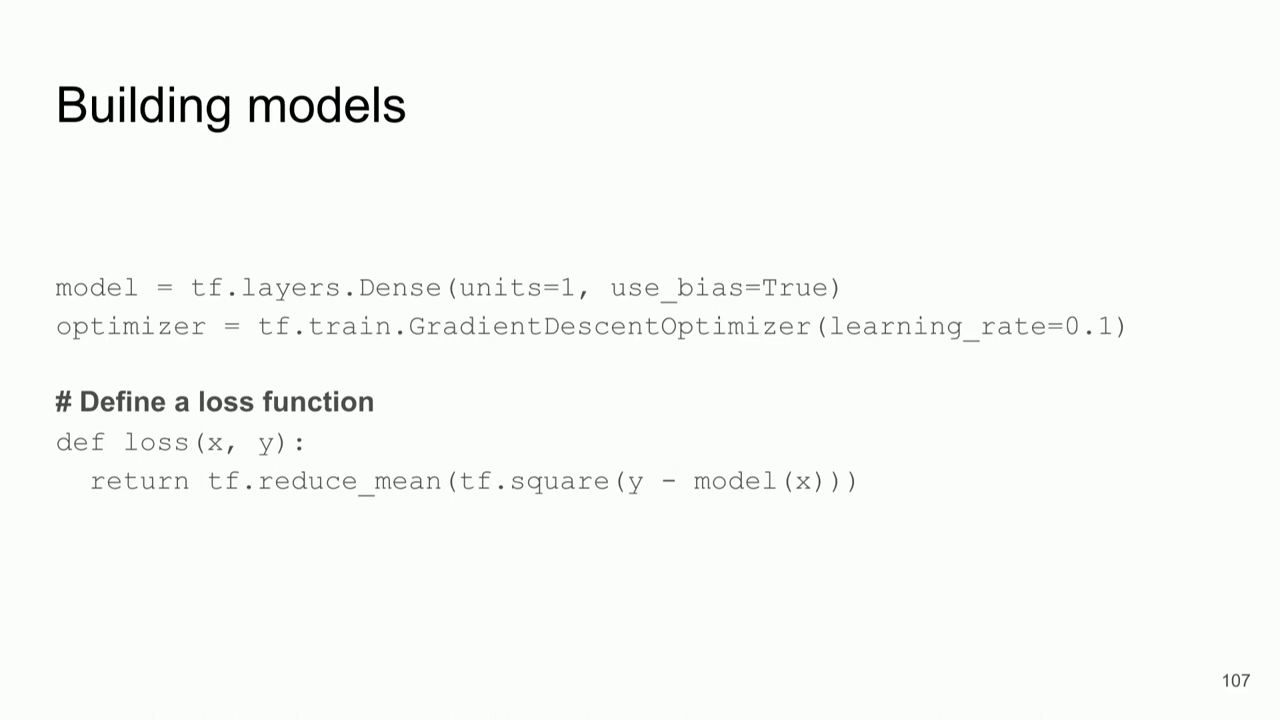 Building models
model = tf.layers.Dense(units=1, use_bias=True)
optimizer = tf.train.GradientDescentOptimizer(learning_rate=0.1)
# Define a loss function
def loss(x, y):
  return tf.reduce_mean(tf.square(y - model(x)))
107